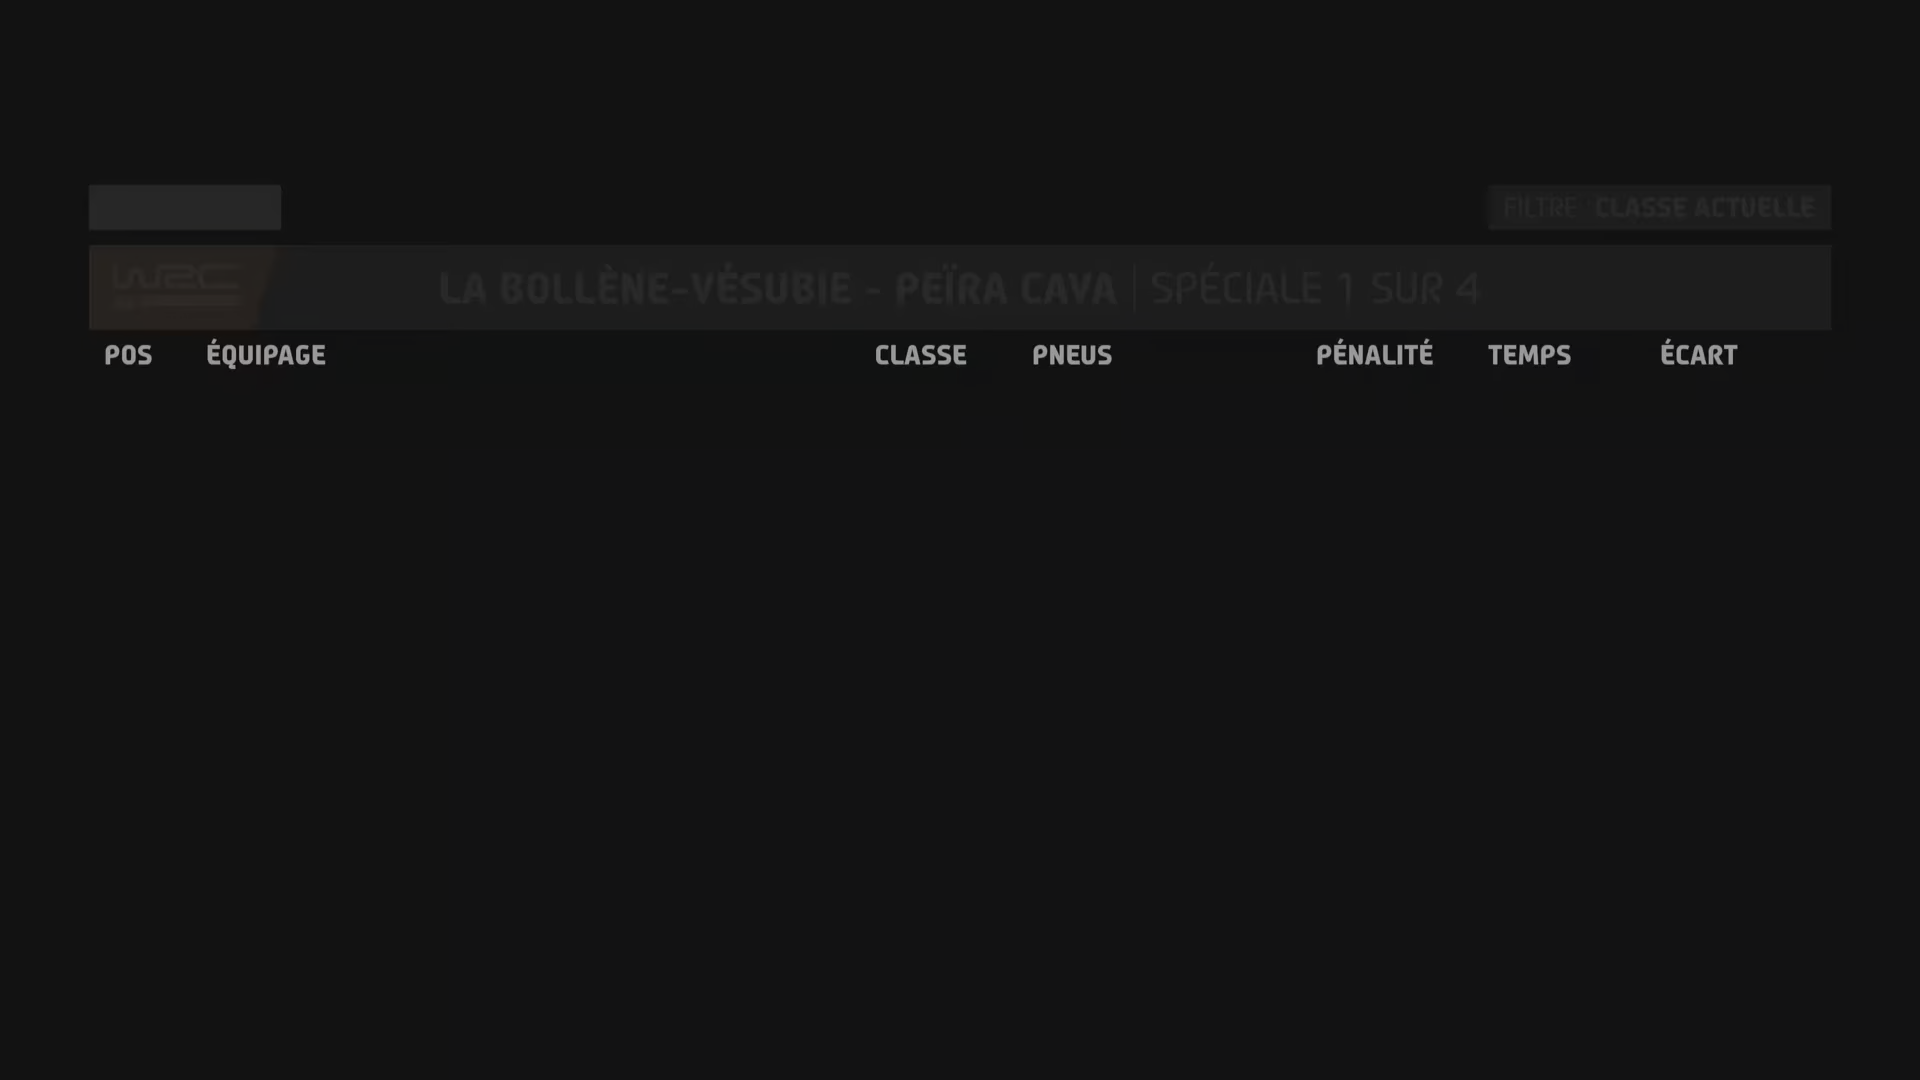 FILTRE : CLASSE ACTUELLE
WRC
LA BOLLÈNE-VÉSUBIE - PEÏRA CAVA | SPÉCIALE 1 SUR 4
POS ÉQUIPAGE CLASSE PNEUS PÉNALITÉ TEMPS ÉCART